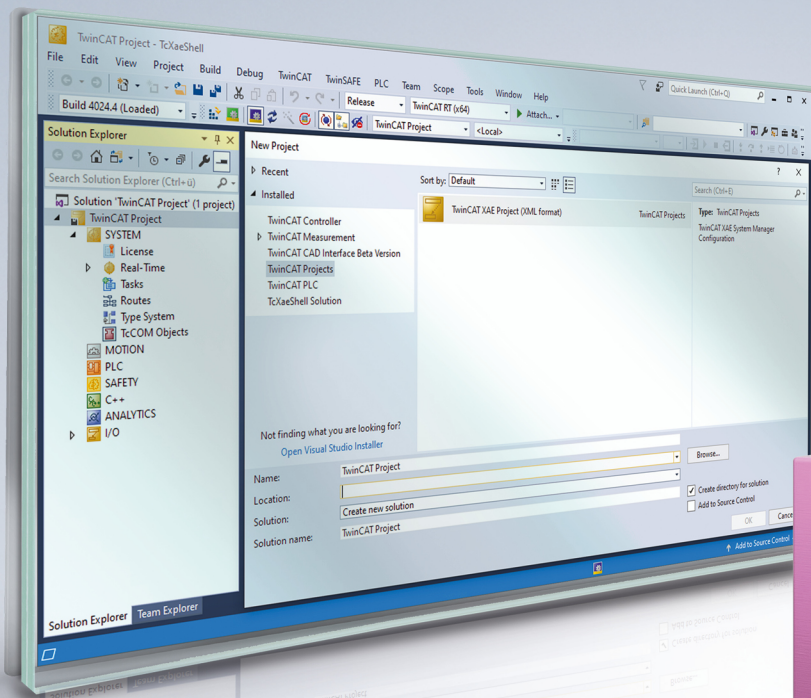 TwinCAT Project - TcXaeShell
File Edit View Project Build Debug TwinCAT TwinSAFE PLC Team Scope Tools Window Help
Quick Launch (Ctrl+Q)
Release
TwinCAT RT (x64)
Attach...
Build 4024.4 (Loaded)
TwinCAT Project
<Local>
Solution Explorer
Search Solution Explorer (Ctrl+ü)
Solution 'TwinCAT Project' (1 project)
TwinCAT Project
SYSTEM
License
Real-Time
Tasks
Routes
Type System
TcCOM Objects
MOTION
PLC
SAFETY
C++
ANALYTICS
I/O
Solution Explorer
Team Explorer
New Project
?
X
Recent
Installed
TwinCAT Controller
TwinCAT Measurement
TwinCAT CAD Interface Beta Version
TwinCAT Projects
TwinCAT PLC
TcXaeShell Solution
Not finding what you are looking for?
Open Visual Studio Installer
Sort by: Default
TwinCAT XAE Project (XML format)
TwinCAT Projects
Search (Ctrl+E)
Type: TwinCAT Projects
TwinCAT XAE System Manager
Configuration
Name:
TwinCAT Project
Location:
Browse...
Solution:
Create new solution
Solution name:
TwinCAT Project
Create directory for solution
Add to Source Control
OK
Cance
Add to Source Control